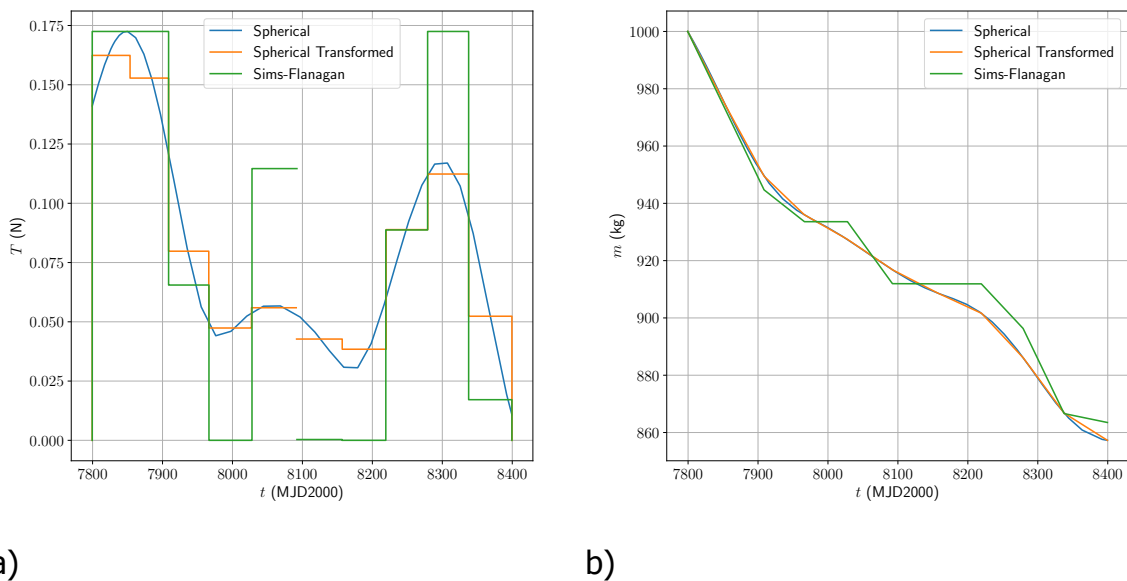 0.175
0.150
0.125
0.100
0.075
0.050
0.025
0.000
T (N)
7800 7900 8000 8100 8200 8300 8400
t (MJD2000)
Spherical
Spherical Transformed
Sims-Flanagan
a)
1000
980
960
940
920
900
880
860
m (kg)
7800 7900 8000 8100 8200 8300 8400
t (MJD2000)
Spherical
Spherical Transformed
Sims-Flanagan
b)